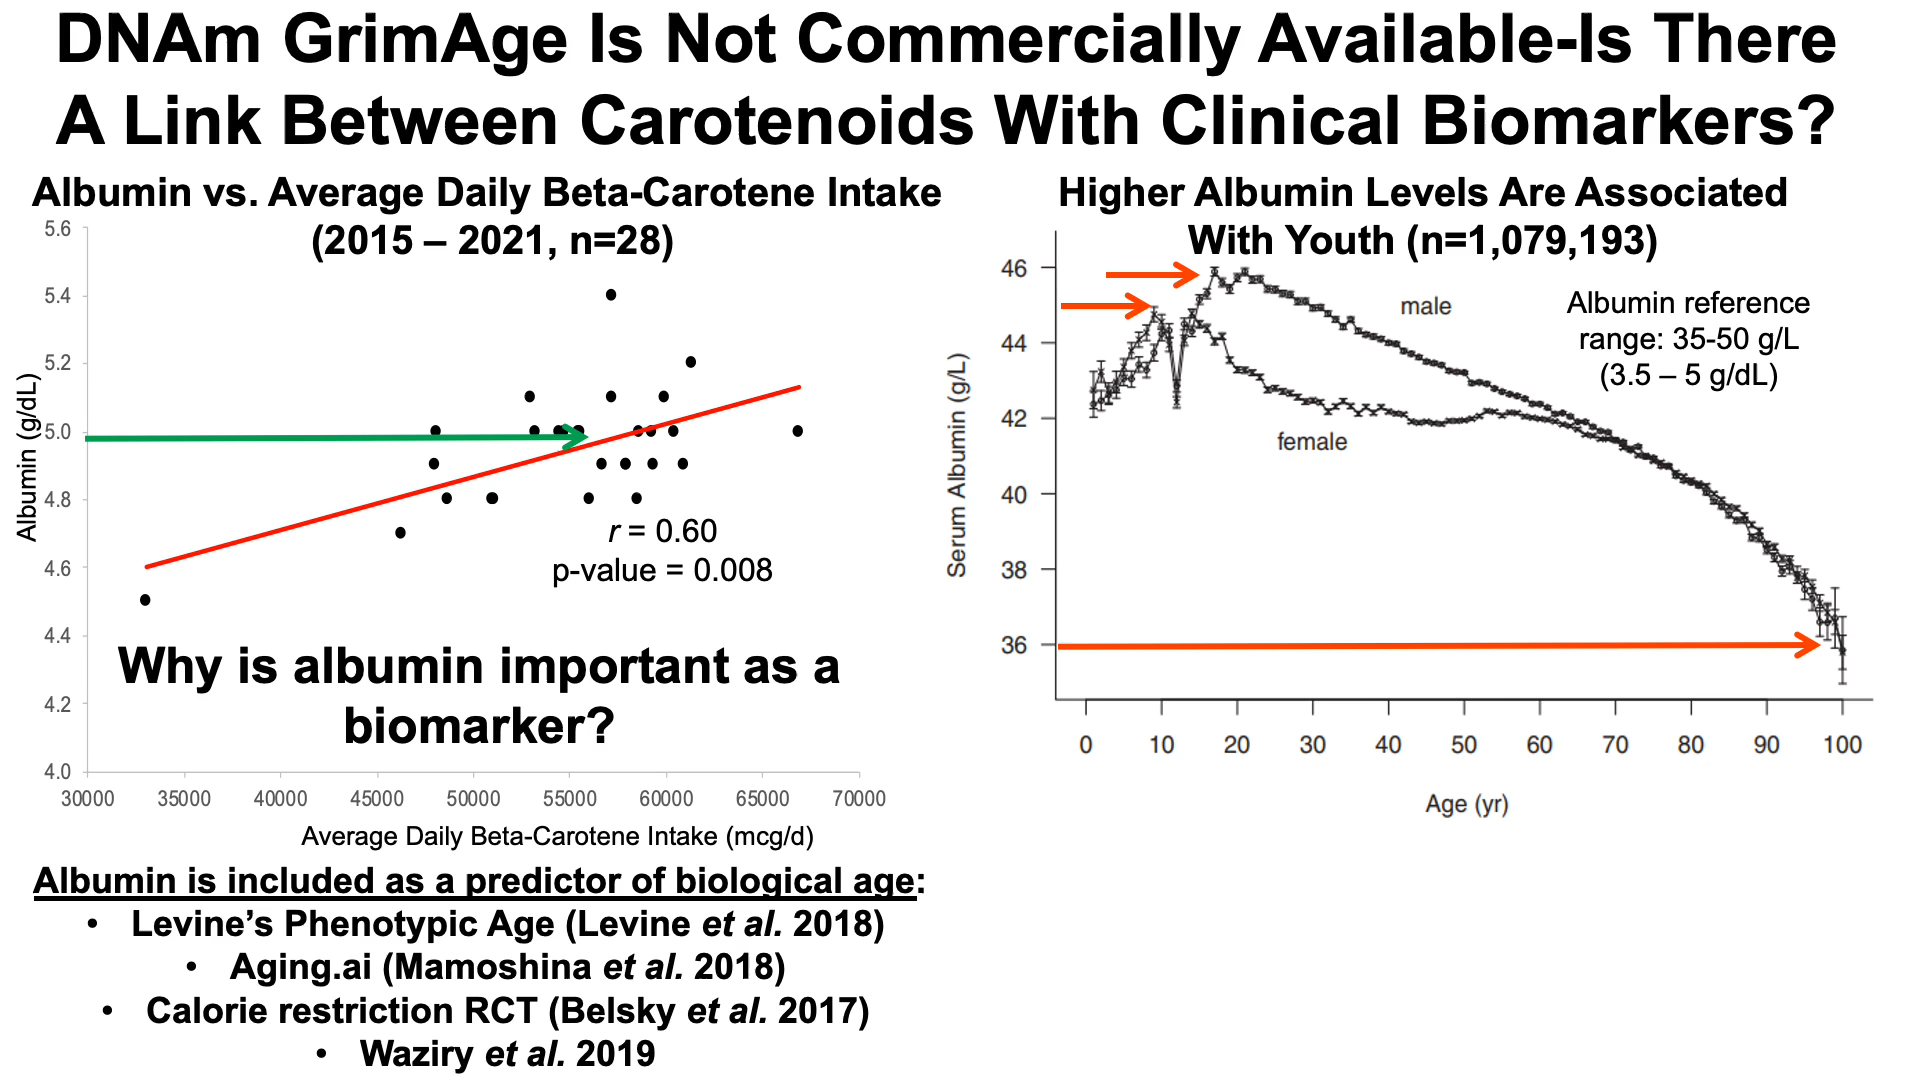 DNAm GrimAge Is Not Commercially Available-Is There
A Link Between Carotenoids With Clinical Biomarkers?
Albumin vs. Average Daily Beta-Carotene Intake
(2015 – 2021, n=28)
5.6
5.4
5.2
5.0
4.8
4.6
4.4
4.2
4.0
Albumin (g/dL)
r = 0.60
p-value = 0.008
Why is albumin important as a
biomarker?
30000 35000 40000 45000 50000 55000 60000 65000 70000
Average Daily Beta-Carotene Intake (mcg/d)
Albumin is included as a predictor of biological age:
• Levine’s Phenotypic Age (Levine et al. 2018)
• Aging.ai (Mamoshina et al. 2018)
• Calorie restriction RCT (Belsky et al. 2017)
• Waziry et al. 2019
Higher Albumin Levels Are Associated
With Youth (n=1,079,193)
46
44
42
40
38
36
Serum Albumin (g/L)
male
female
Albumin reference
range: 35-50 g/L
(3.5 – 5 g/dL)
0 10 20 30 40 50 60 70 80 90 100
Age (yr)